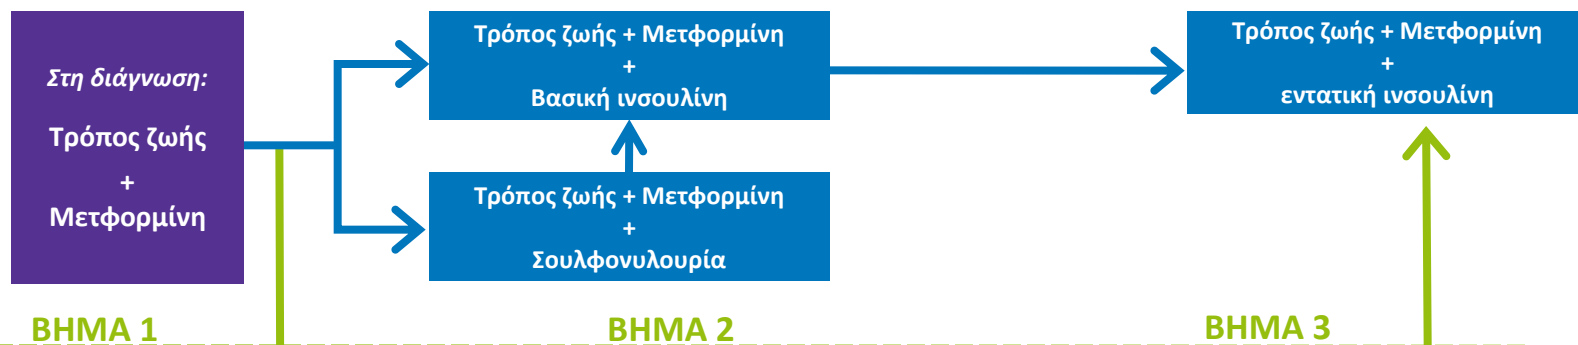 Στη διάγνωση:
Τρόπος ζωής
+
Μετφορμίνη
Τρόπος ζωής + Μετφορμίνη
+
Βασική ινσουλίνη
Τρόπος ζωής + Μετφορμίνη
+
Σουλφονυλουρία
Τρόπος ζωής + Μετφορμίνη
+
εντατική ινσουλίνη
ΒΗΜΑ 1
ΒΗΜΑ 2
ΒΗΜΑ 3